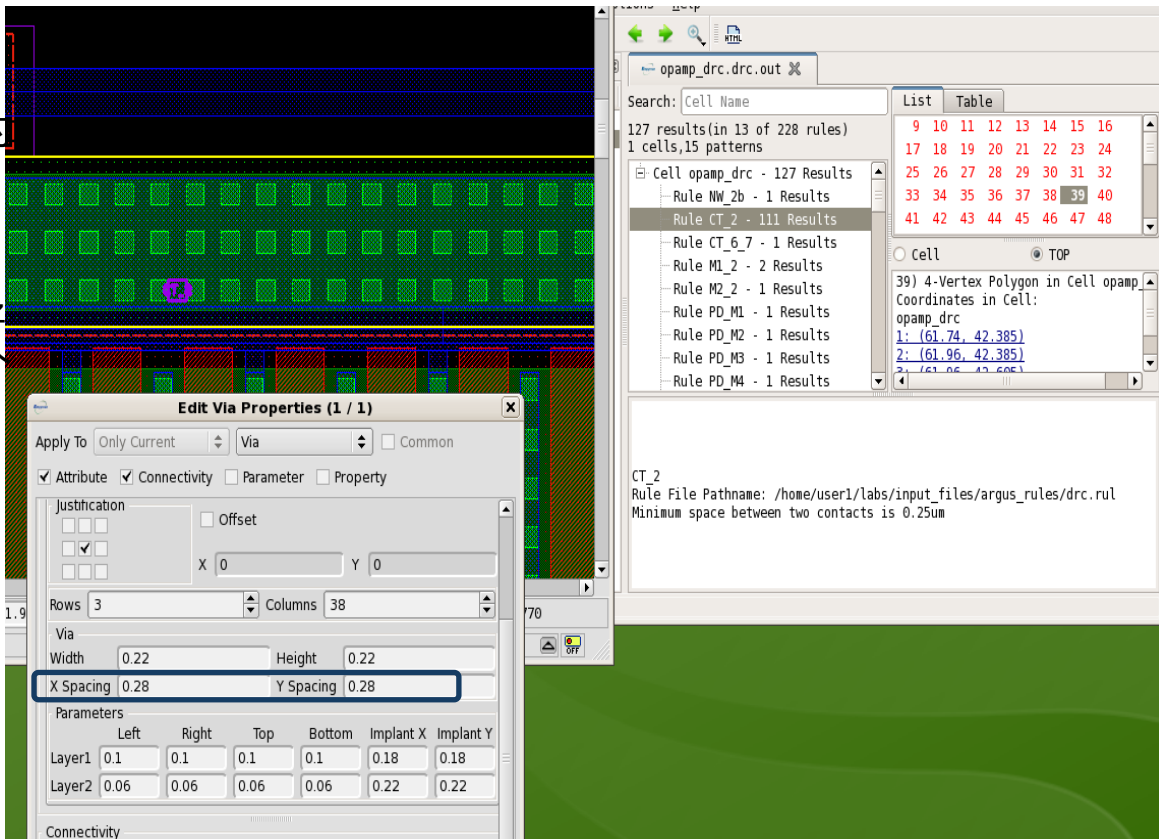 opamp_drc.drc.out
Search: Cell Name
127 results(in 13 of 228 rules)
1 cells,15 patterns
Cell opamp_drc - 127 Results
Rule NW_2b - 1 Results
Rule CT_2 - 111 Results
Rule CT_6_7 - 1 Results
Rule M1_2 - 2 Results
Rule M2_2 - 1 Results
Rule PD_M1 - 1 Results
Rule PD_M2 - 1 Results
Rule PD_M3 - 1 Results
Rule PD_M4 - 1 Results
HTML
List Table
9 10 11 12 13 14 15 16
17 18 19 20 21 22 23 24
25 26 27 28 29 30 31 32
33 34 35 36 37 38 39 40
41 42 43 44 45 46 47 48
Cell TOP
39) 4-Vertex Polygon in Cell opamp_
Coordinates in Cell:
opamp_drc
1: (61.74, 42.385)
2: (61.96, 42.385)
CT_2
Rule File Pathname: /home/user1/labs/input_files/argus_rules/drc.rul
Minimum space between two contacts is 0.25um
Edit Via Properties (1 / 1)
Apply To Only Current Via Common
Attribute Connectivity Parameter Property
Justification
Offset
X 0 Y 0
Rows 3 Columns 38
Via
Width 0.22 Height 0.22
X Spacing 0.28 Y Spacing 0.28
Parameters
Left Right Top Bottom Implant X Implant Y
Layer1 0.1 0.1 0.1 0.1 0.18 0.18
Layer2 0.06 0.06 0.06 0.06 0.22 0.22
Connectivity
1.9
770
OFF